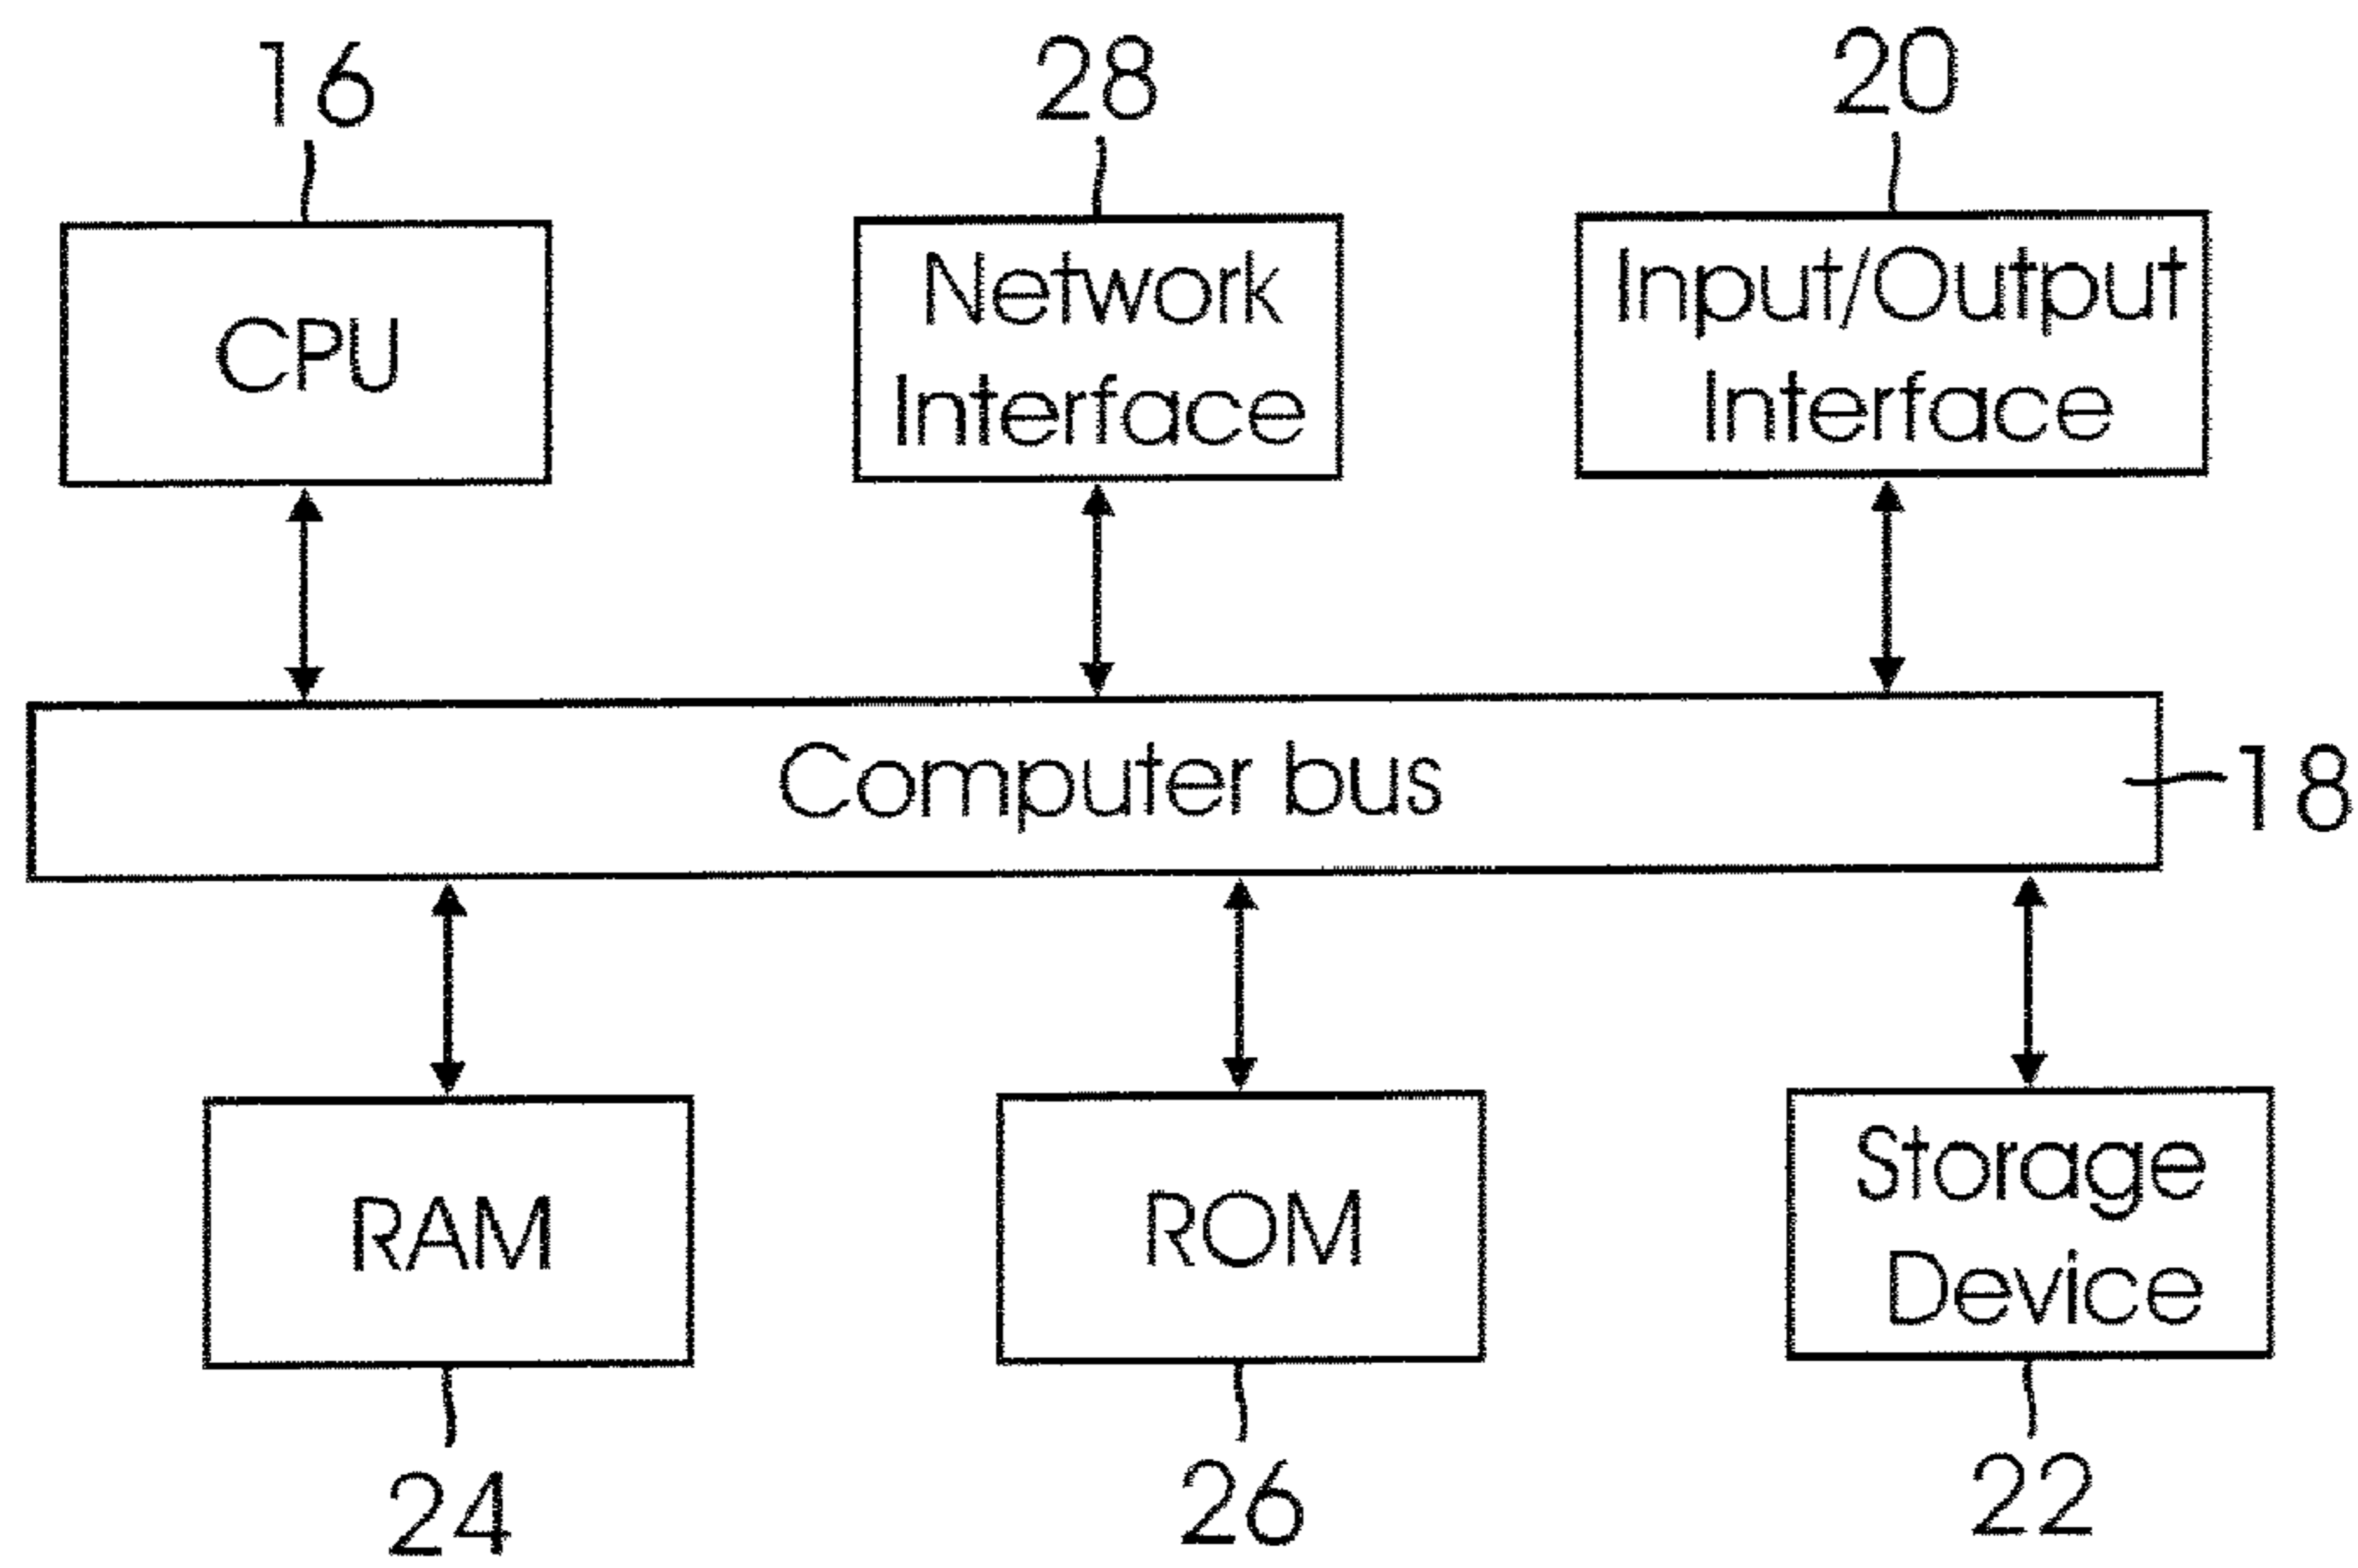 16
28
20
CPU
Network
Interface
Input/Output
Interface
Computer bus
18
RAM
ROM
Storage
Device
24
26
22